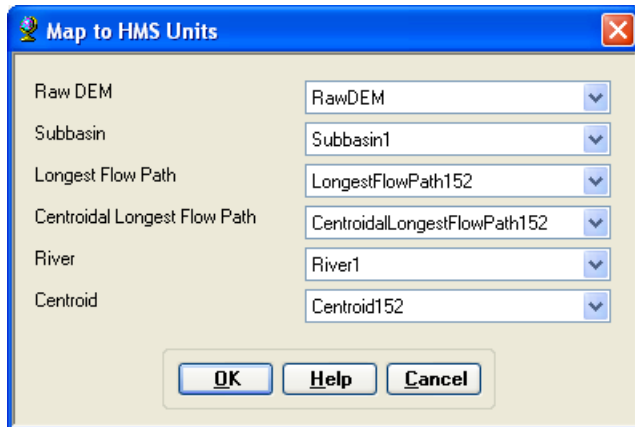 Map to HMS Units
Raw DEM RawDEM
Subbasin Subbasin1
Longest Flow Path LongestFlowPath152
Centroidal Longest Flow Path CentroidalLongestFlowPath152
River River1
Centroid Centroid152
OK Help Cancel